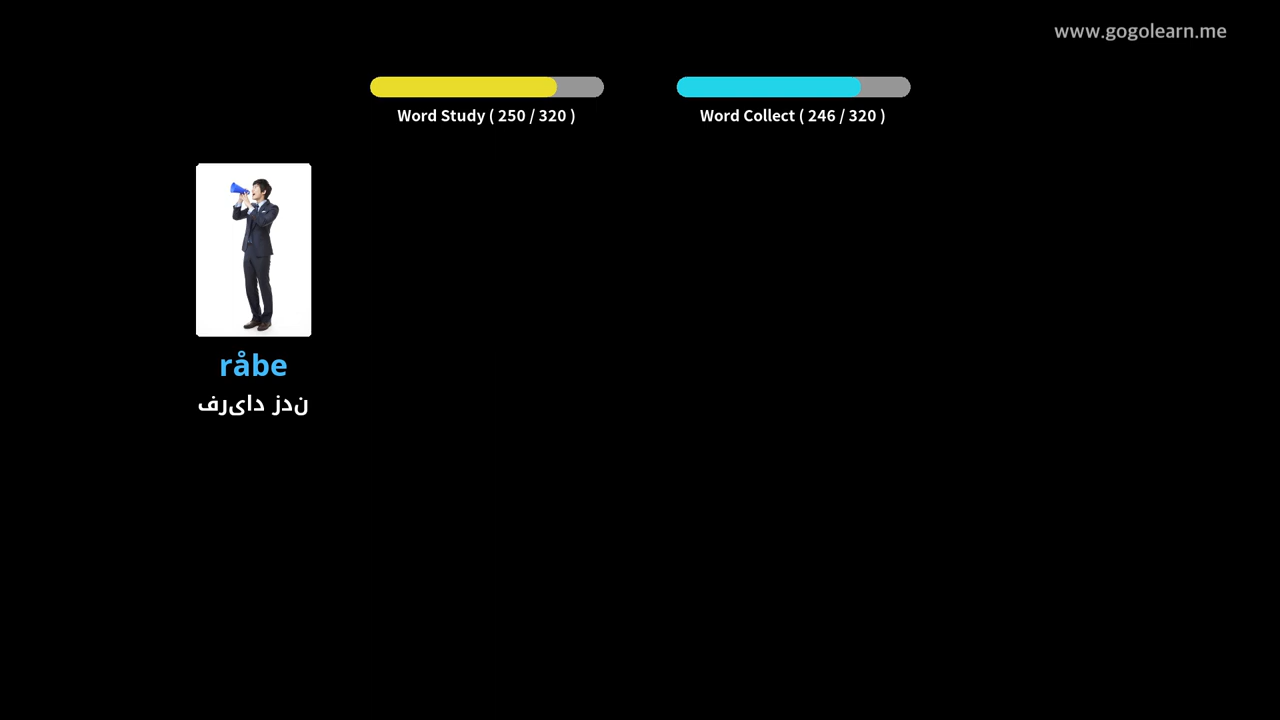 www.gogolearn.me
Word Study ( 250 / 320 )
Word Collect ( 246 / 320 )
råbe
فریاد زدن